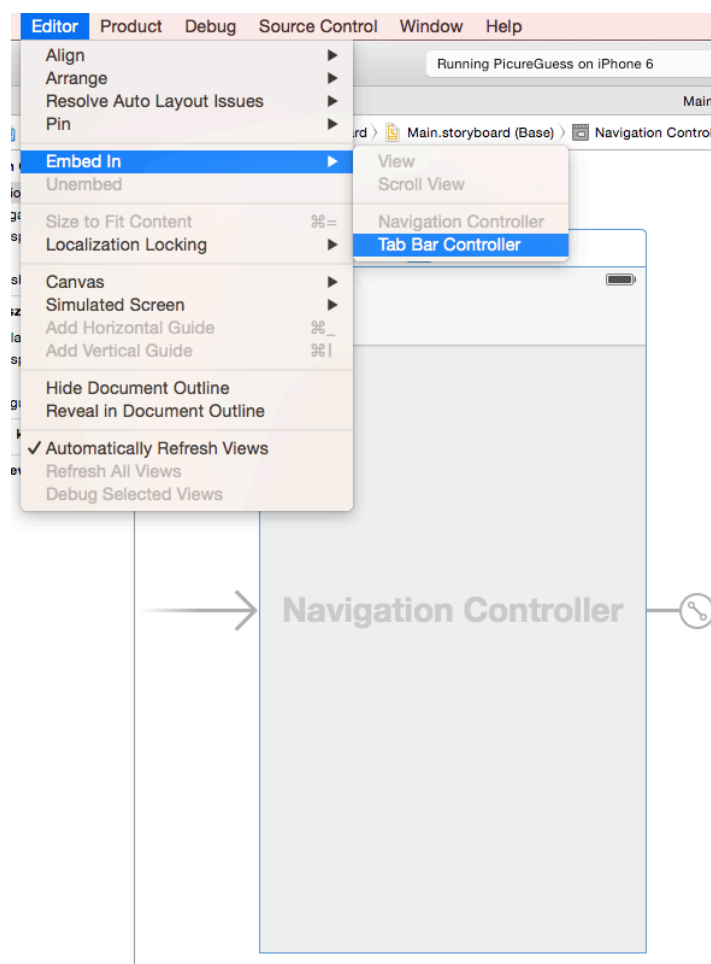 Editor Product Debug Source Control Window Help
Running PicureGuess on iPhone 6
Main
Main.storyboard (Base) Navigation Control
Align
Arrange
Resolve Auto Layout Issues
Pin
Embed In
Unembed
Size to Fit Content ⌘=
Localization Locking
Canvas
Simulated Screen
Add Horizontal Guide ⌘_
Add Vertical Guide ⌘|
Hide Document Outline
Reveal in Document Outline
✓ Automatically Refresh Views
Refresh All Views
Debug Selected Views
View
Scroll View
Navigation Controller
Tab Bar Controller
Navigation Controller